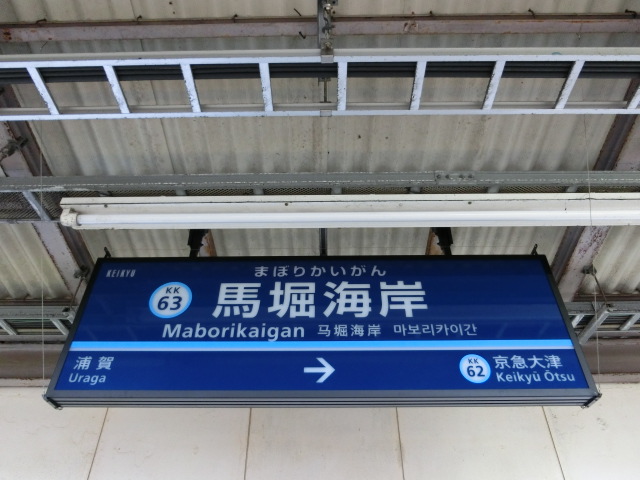 KEIKYU
まぼりかいがん
KK 63 馬堀海岸
Maborikaigan 马堀海岸 마보리카이간
浦賀 → KK 62 京急大津
Uraga Keikyū Ōtsu